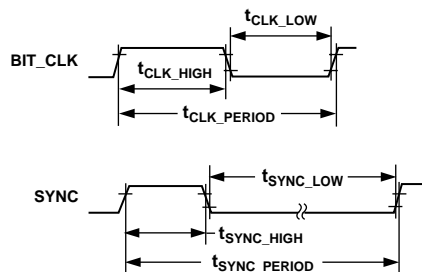 tCLK_LOW
BIT_CLK
tCLK_HIGH
tCLK_PERIOD
tSYNC_LOW
SYNC
tSYNC_HIGH
tSYNC_PERIOD